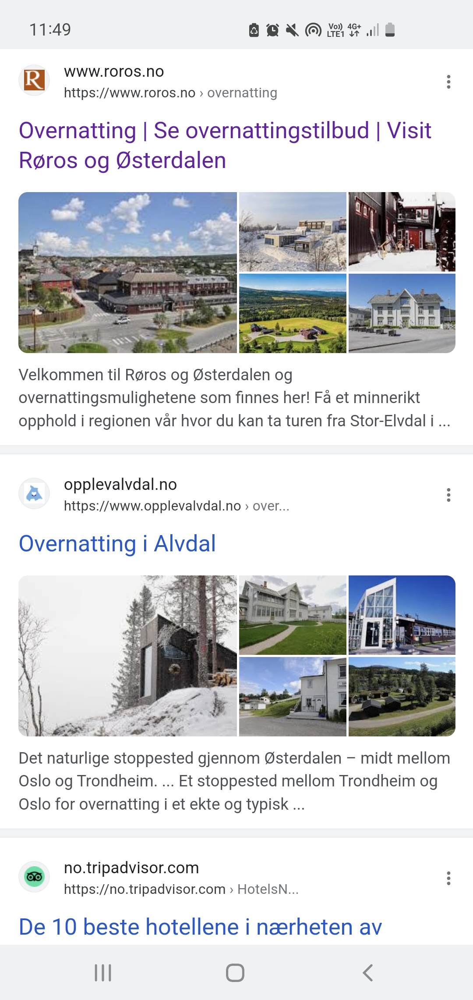 11:49
Vo))
LTE1
4G+
R
www.roros.no
https://www.roros.no › overnatting
Overnatting | Se overnattingstilbud | Visit
Røros og Østerdalen
Velkommen til Røros og Østerdalen og
overnattingsmulighetene som finnes her! Få et minnerikt
opphold i regionen vår hvor du kan ta turen fra Stor-Elvdal i ...
opplevalvdal.no
https://www.opplevalvdal.no › over...
Overnatting i Alvdal
Det naturlige stoppested gjennom Østerdalen – midt mellom
Oslo og Trondheim. ... Et stoppested mellom Trondheim og
Oslo for overnatting i et ekte og typisk ...
no.tripadvisor.com
https://no.tripadvisor.com › HotelsN...
De 10 beste hotellene i nærheten av